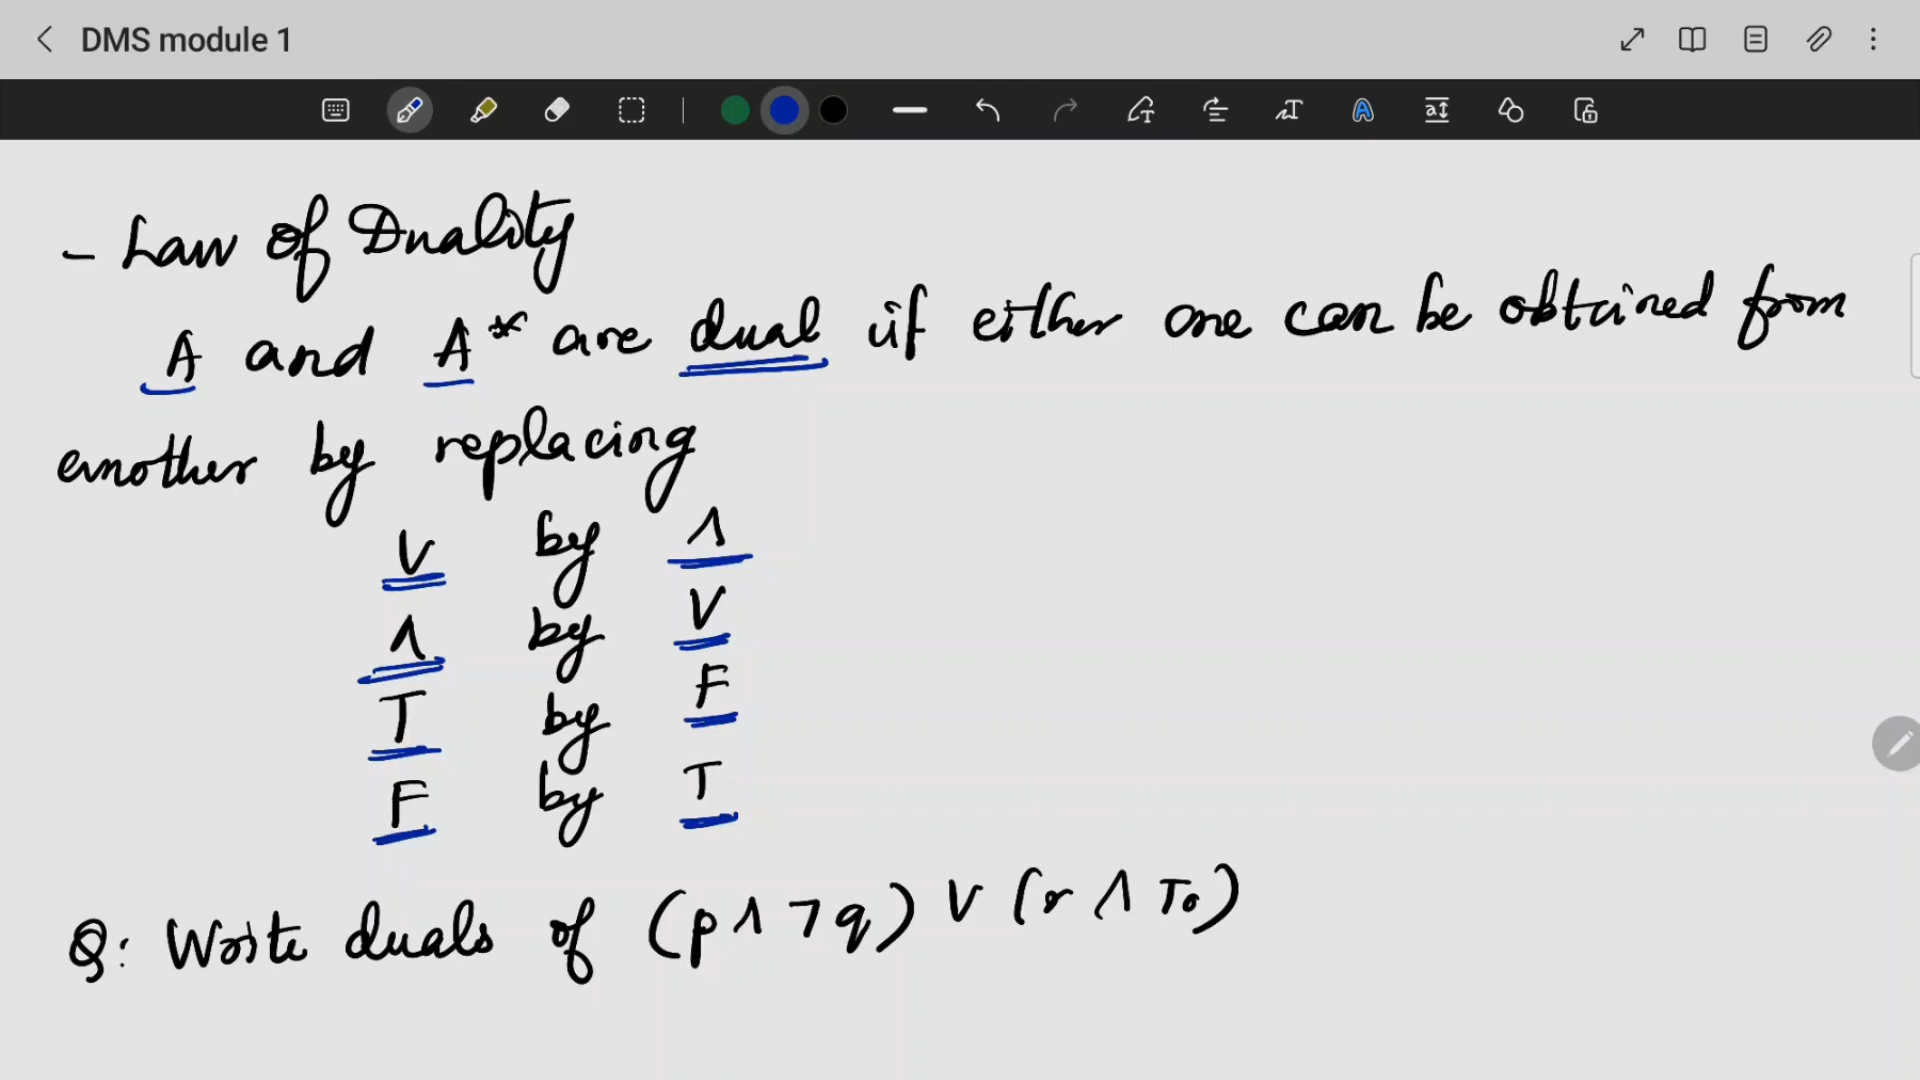 DMS module 1
- Law of Duality
A and A* are dual if either one can be obtained from
another by replacing
V by Λ
Λ by V
T by F
F by T
Q: Write duals of (p ∧ ¬q) V (r ∧ T₀)